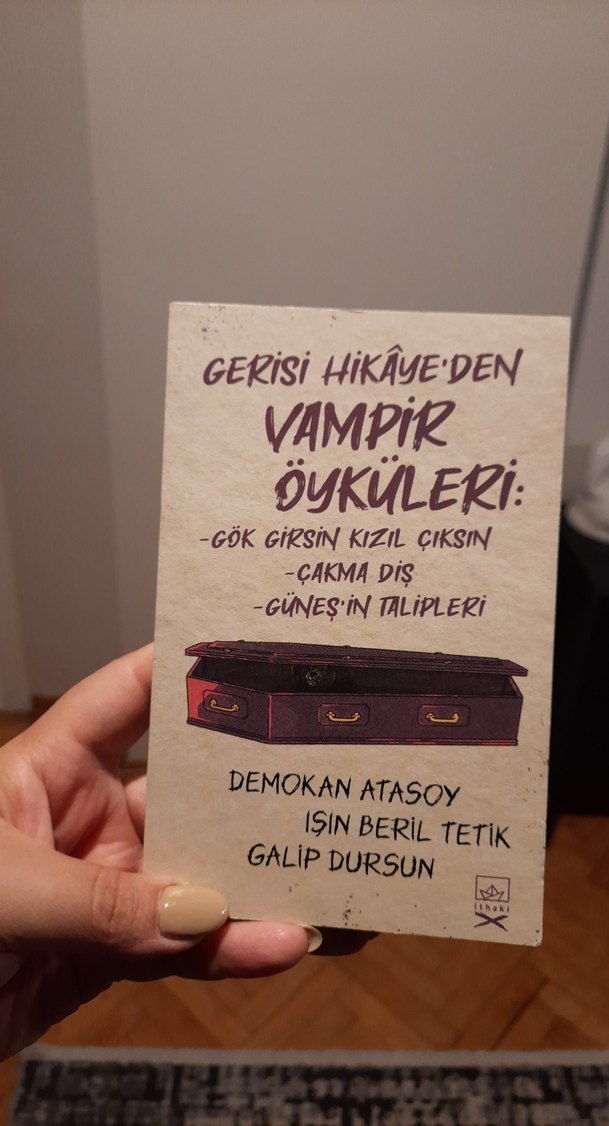 GERİSİ HİKÂYE'DEN
VAMPİR
ÖYKÜLERİ:
-GÖK GİRSİN KIZIL ÇIKSIN
-ÇAKMA DİŞ
-GÜNEŞ'İN TALİPLERİ
DEMOKAN ATASOY
IŞIN BERİL TETİK
GALİP DURSUN
ithaki